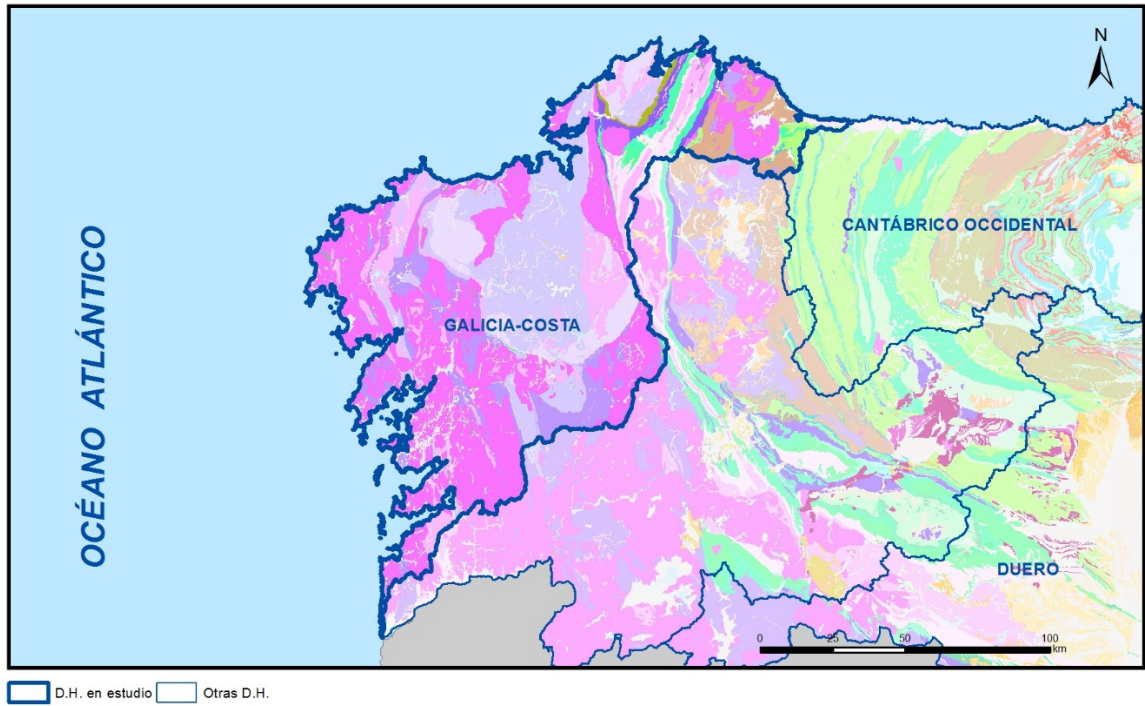 N
CANTÁBRICO OCCIDENTAL
OCÉANO ATLÁNTICO
GALICIA-COSTA
DUERO
0 25 50 100
km
D.H. en estudio Otras D.H.